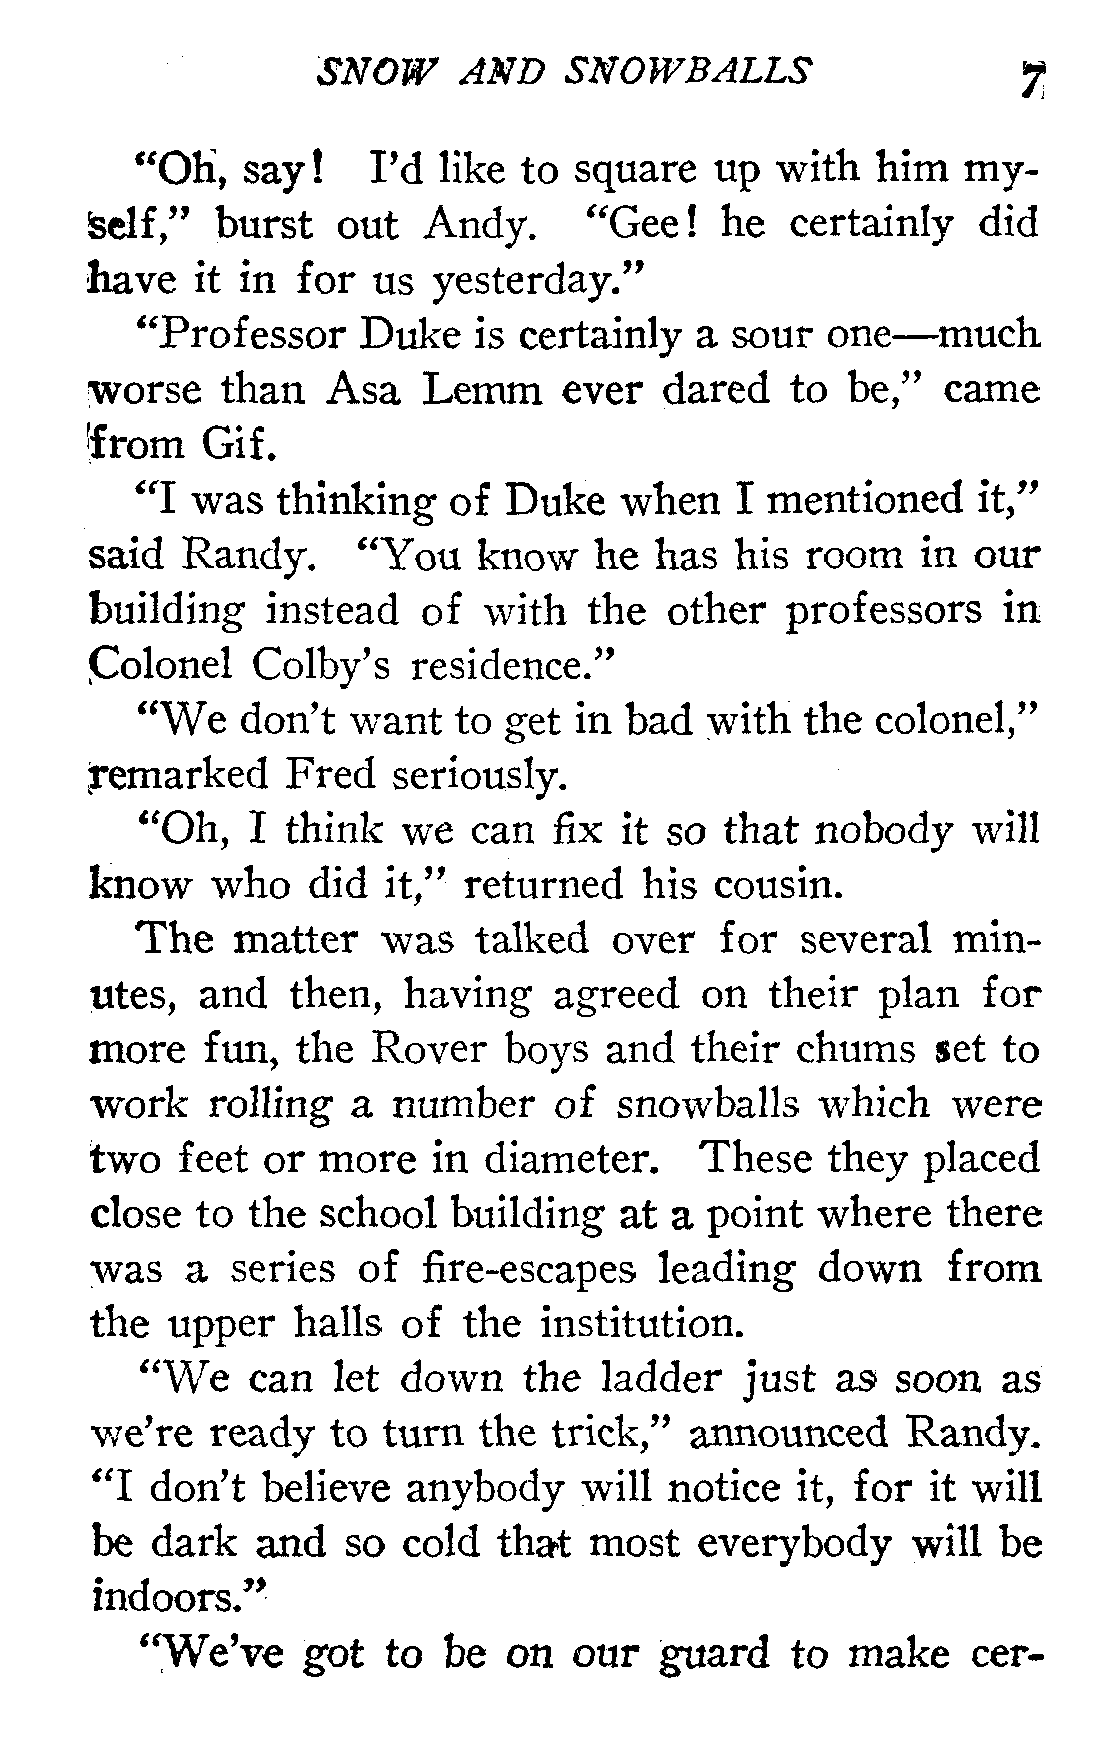 SNOW AND SNOWBALLS 7
“Oh, say! I’d like to square up with him my-
self,” burst out Andy. “Gee! he certainly did
have it in for us yesterday.”
“Professor Duke is certainly a sour one—much
worse than Asa Lemm ever dared to be,” came
from Gif.
“I was thinking of Duke when I mentioned it,”
said Randy. “You know he has his room in our
building instead of with the other professors in
Colonel Colby’s residence.”
“We don’t want to get in bad with the colonel,”
remarked Fred seriously.
“Oh, I think we can fix it so that nobody will
know who did it,” returned his cousin.
The matter was talked over for several min-
utes, and then, having agreed on their plan for
more fun, the Rover boys and their chums set to
work rolling a number of snowballs which were
two feet or more in diameter. These they placed
close to the school building at a point where there
was a series of fire-escapes leading down from
the upper halls of the institution.
“We can let down the ladder just as soon as
we’re ready to turn the trick,” announced Randy.
“I don’t believe anybody will notice it, for it will
be dark and so cold that most everybody will be
indoors.”
“We’ve got to be on our guard to make cer-